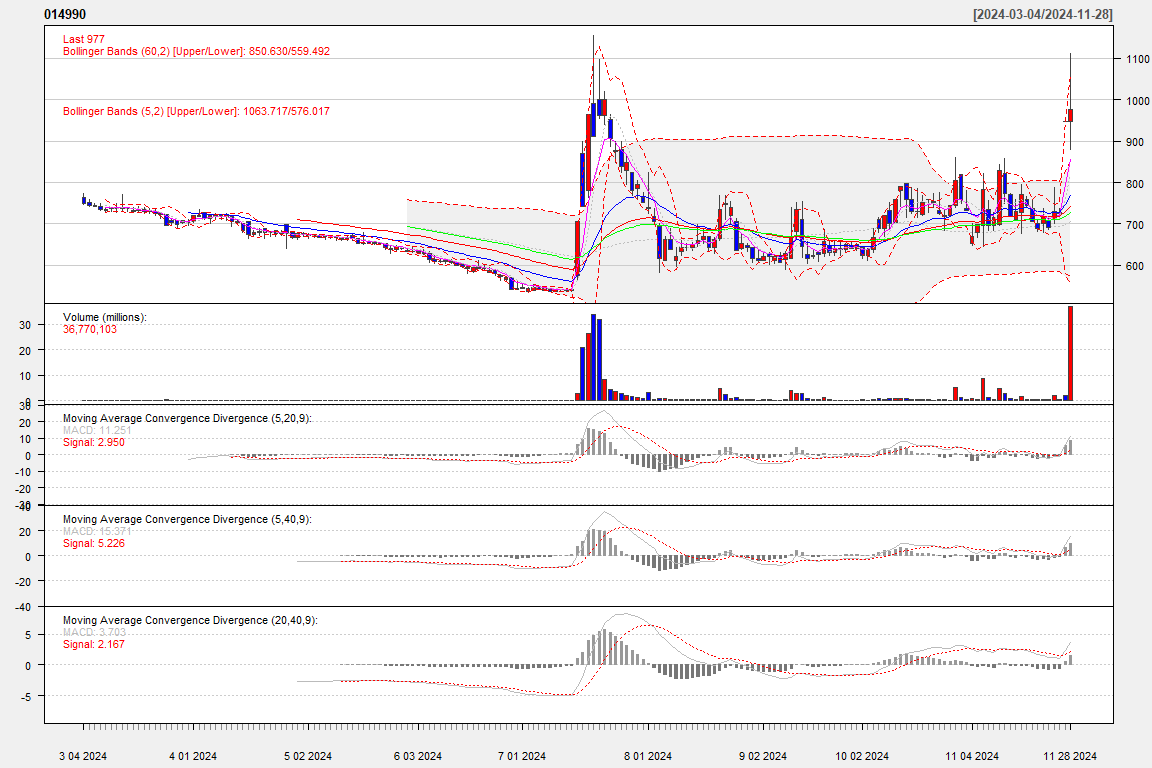 014990 [2024-03-04/2024-11-28]
Last 977
Bollinger Bands (60,2) [Upper/Lower]: 850.630/559.492
Bollinger Bands (5,2) [Upper/Lower]: 1063.717/576.017
1100
1000
900
800
700
600
Volume (millions):
36,770,103
30
20
10
0
Moving Average Convergence Divergence (5,20,9):
MACD: 11.251
Signal: 2.950
30
20
10
0
-10
-20
-30
Moving Average Convergence Divergence (5,40,9):
MACD: 15.371
Signal: 5.226
40
20
0
-20
-40
Moving Average Convergence Divergence (20,40,9):
MACD: 3.703
Signal: 2.167
5
0
-5
3 04 2024 4 01 2024 5 02 2024 6 03 2024 7 01 2024 8 01 2024 9 02 2024 10 02 2024 11 04 2024 11 28 2024